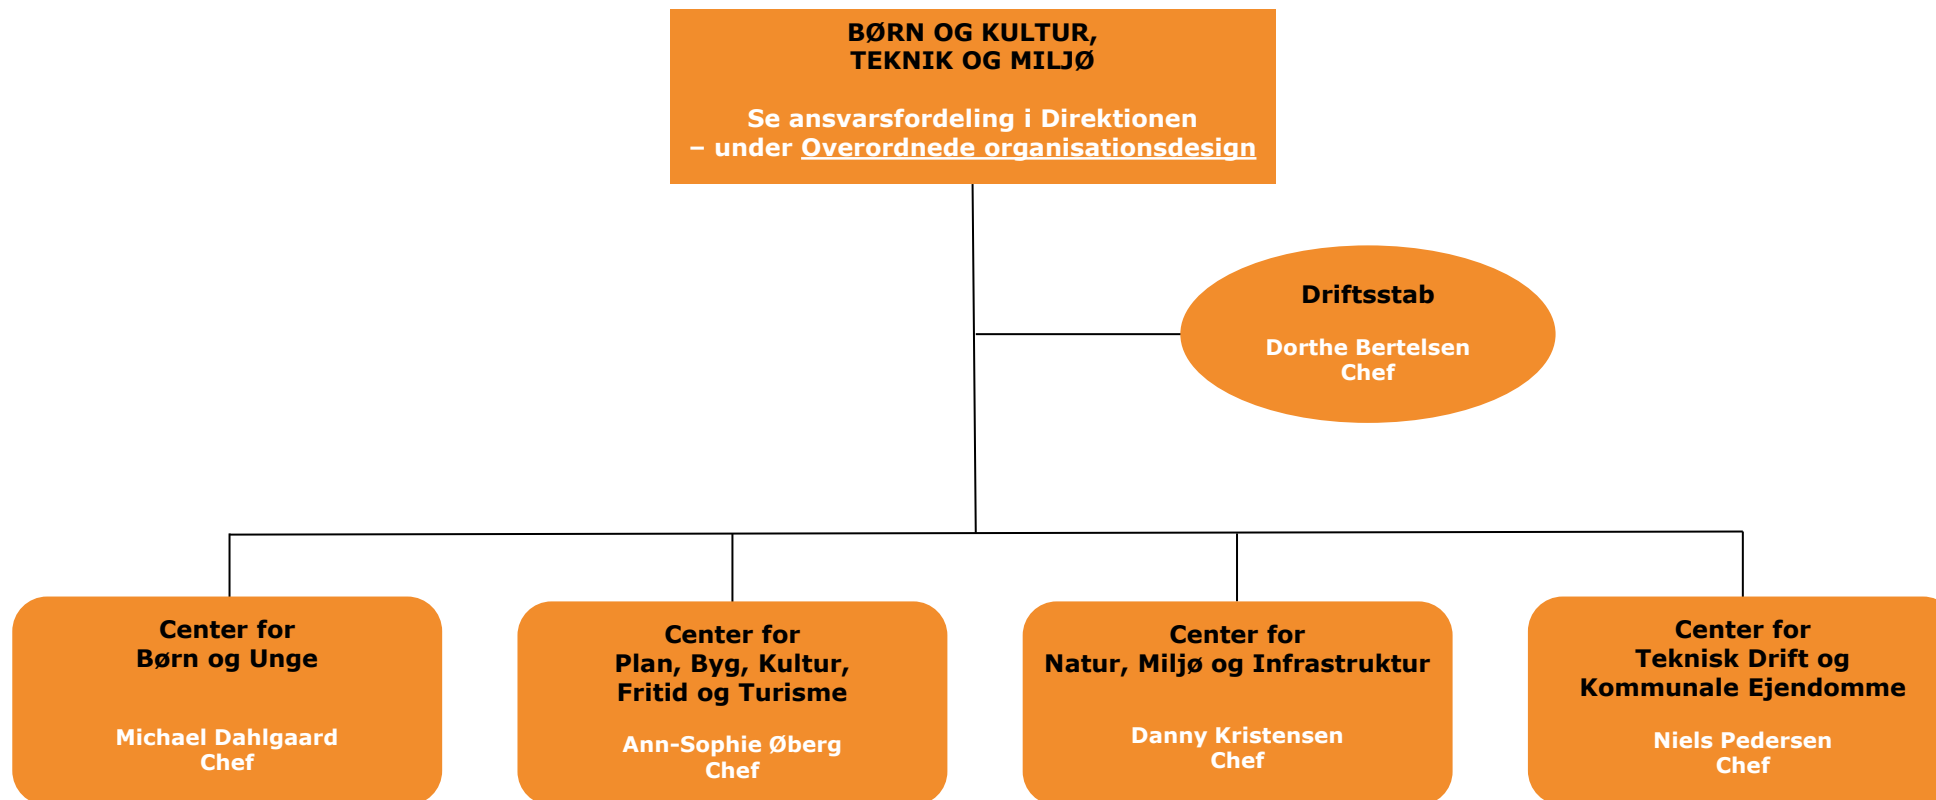 BØRN OG KULTUR,
TEKNIK OG MILJØ
Se ansvarsfordeling i Direktionen
– under Overordnede organisationsdesign
Driftsstab
Dorthe Bertelsen
Chef
Center for
Børn og Unge
Michael Dahlgaard
Chef
Center for
Plan, Byg, Kultur,
Fritid og Turisme
Ann-Sophie Øberg
Chef
Center for
Natur, Miljø og Infrastruktur
Danny Kristensen
Chef
Center for
Teknisk Drift og
Kommunale Ejendomme
Niels Pedersen
Chef